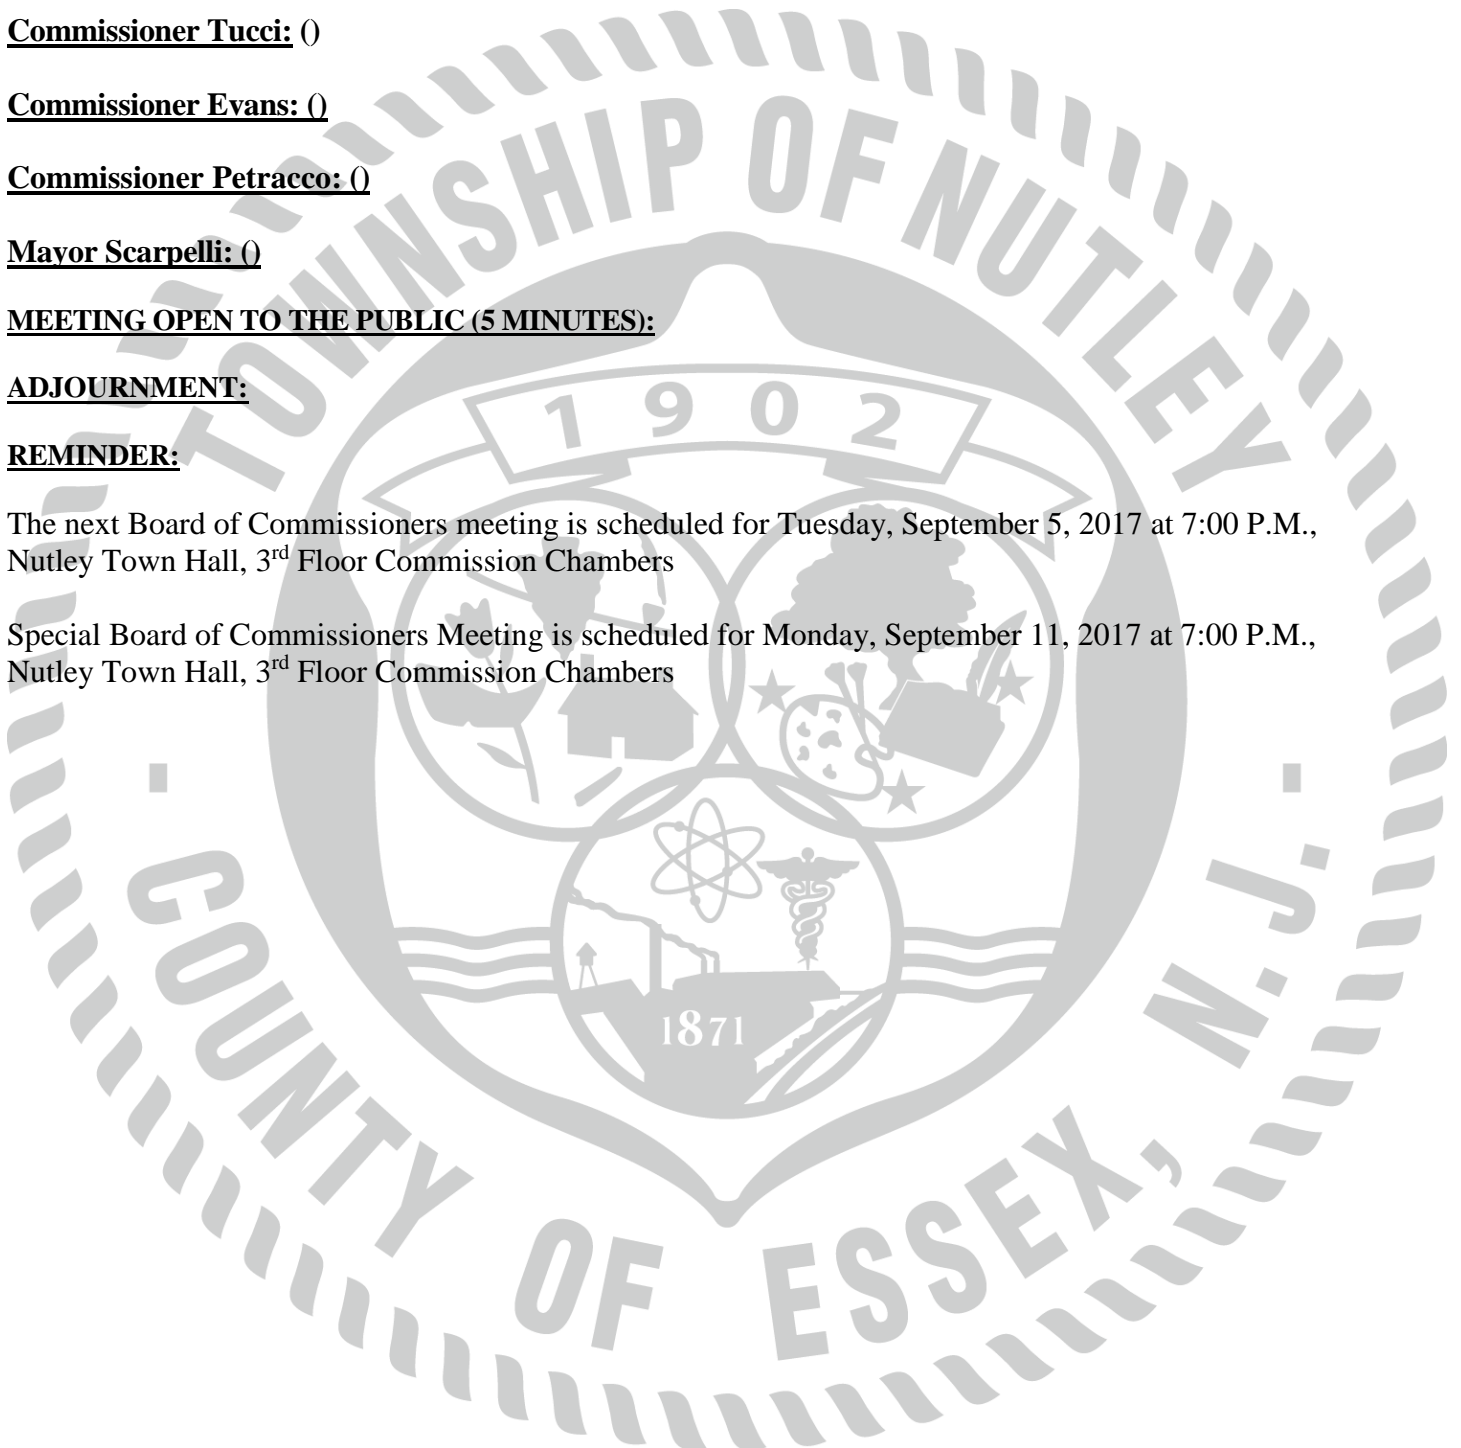 Commissioner Tucci: ()
Commissioner Evans: ()
Commissioner Petracco: ()
Mayor Scarpelli: ()
MEETING OPEN TO THE PUBLIC (5 MINUTES):
ADJOURNMENT:
REMINDER:
The next Board of Commissioners meeting is scheduled for Tuesday, September 5, 2017 at 7:00 P.M.,
Nutley Town Hall, 3rd Floor Commission Chambers
Special Board of Commissioners Meeting is scheduled for Monday, September 11, 2017 at 7:00 P.M.,
Nutley Town Hall, 3rd Floor Commission Chambers
TOWNSHIP OF NUTLEY
1902
1871
- COUNTY OF ESSEX, N.J. -